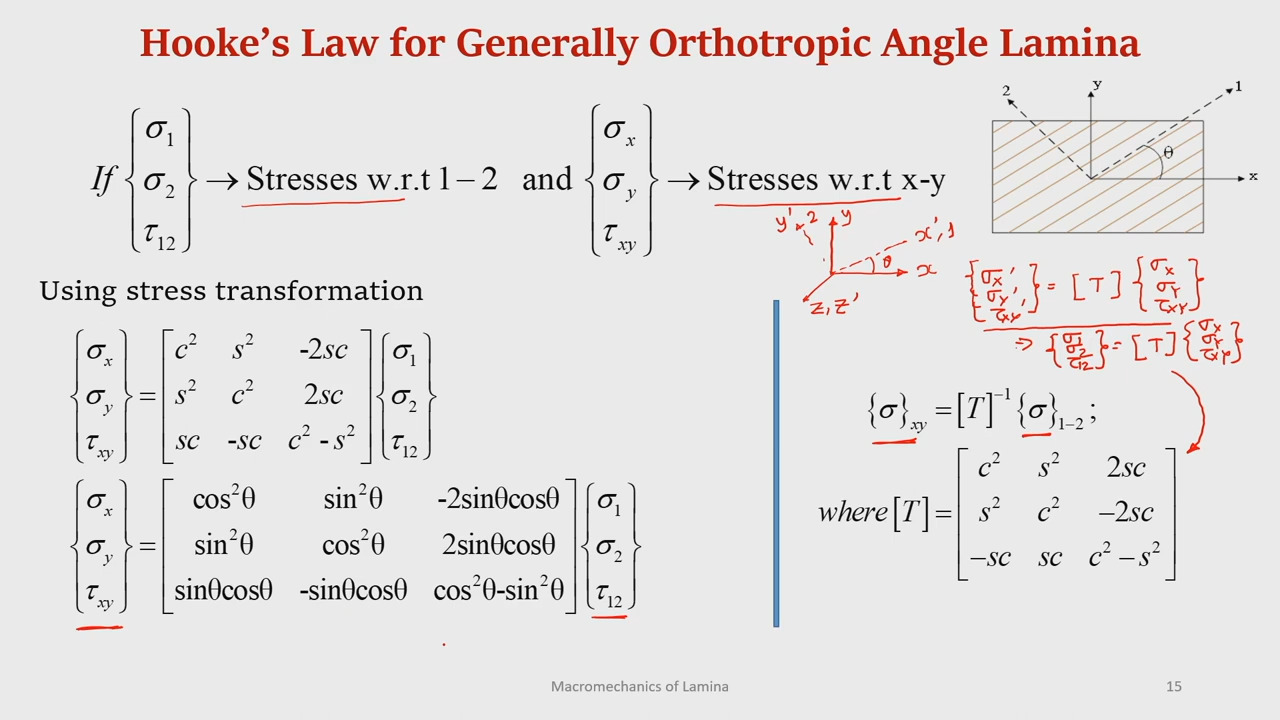 Hooke's Law for Generally Orthotropic Angle Lamina
If {σ1 σ2 τ12} → Stresses w.r.t 1 – 2 and {σx σy τxy} → Stresses w.r.t x-y
2 y 1 θ x
y', 2 y x', 1 θ x z, z'
{σx' σy' τxy'} = [T] {σx σy τxy}
⇒ {σ1 σ2 τ12} = [T] {σx σy τxy}
Using stress transformation
{σx σy τxy} = [c² s² -2sc; s² c² 2sc; sc -sc c² - s²] {σ1 σ2 τ12}
{σx σy τxy} = [cos²θ sin²θ -2sinθcosθ; sin²θ cos²θ 2sinθcosθ; sinθcosθ -sinθcosθ cos²θ-sin²θ] {σ1 σ2 τ12}
{σ}xy = [T]⁻¹ {σ}1–2 ;
where [T] = [c² s² 2sc; s² c² –2sc; –sc sc c² – s²]
Macromechanics of Lamina
15